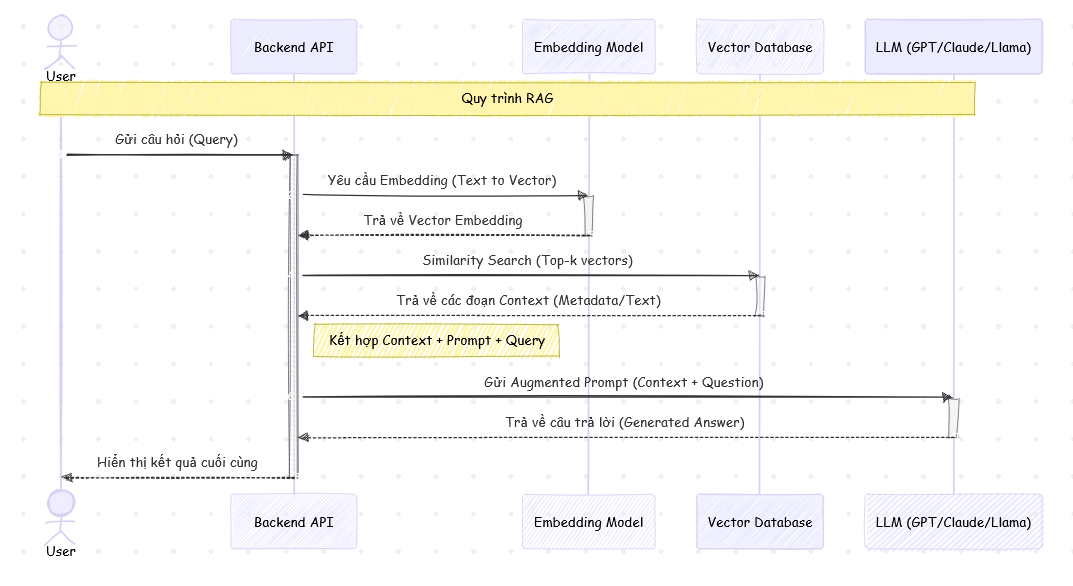 User
Backend API
Embedding Model
Vector Database
LLM (GPT/Claude/Llama)
Quy trình RAG
Gửi câu hỏi (Query)
Yêu cầu Embedding (Text to Vector)
Trả về Vector Embedding
Similarity Search (Top-k vectors)
Trả về các đoạn Context (Metadata/Text)
Kết hợp Context + Prompt + Query
Gửi Augmented Prompt (Context + Question)
Trả về câu trả lời (Generated Answer)
Hiển thị kết quả cuối cùng
User
Backend API
Embedding Model
Vector Database
LLM (GPT/Claude/Llama)